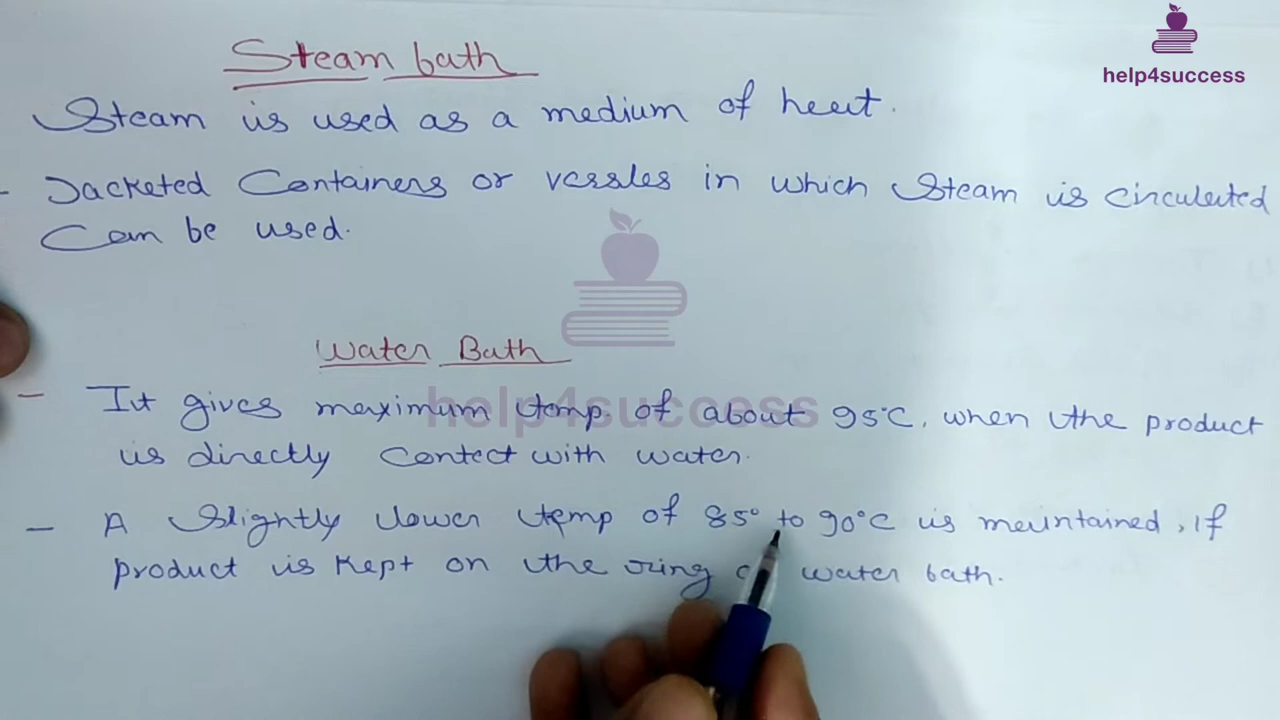 help4success
Steam bath
Steam is used as a medium of heat.
- Jacketed Containers or vessles in which Steam is circulated
Can be used.
Water Bath
help4success
- It gives maximum temp. of about 95°C, when the product
is directly contect with water.
- A slightly lower temp of 85° to 90°C is maintained, if
product is kept on the ring water bath.